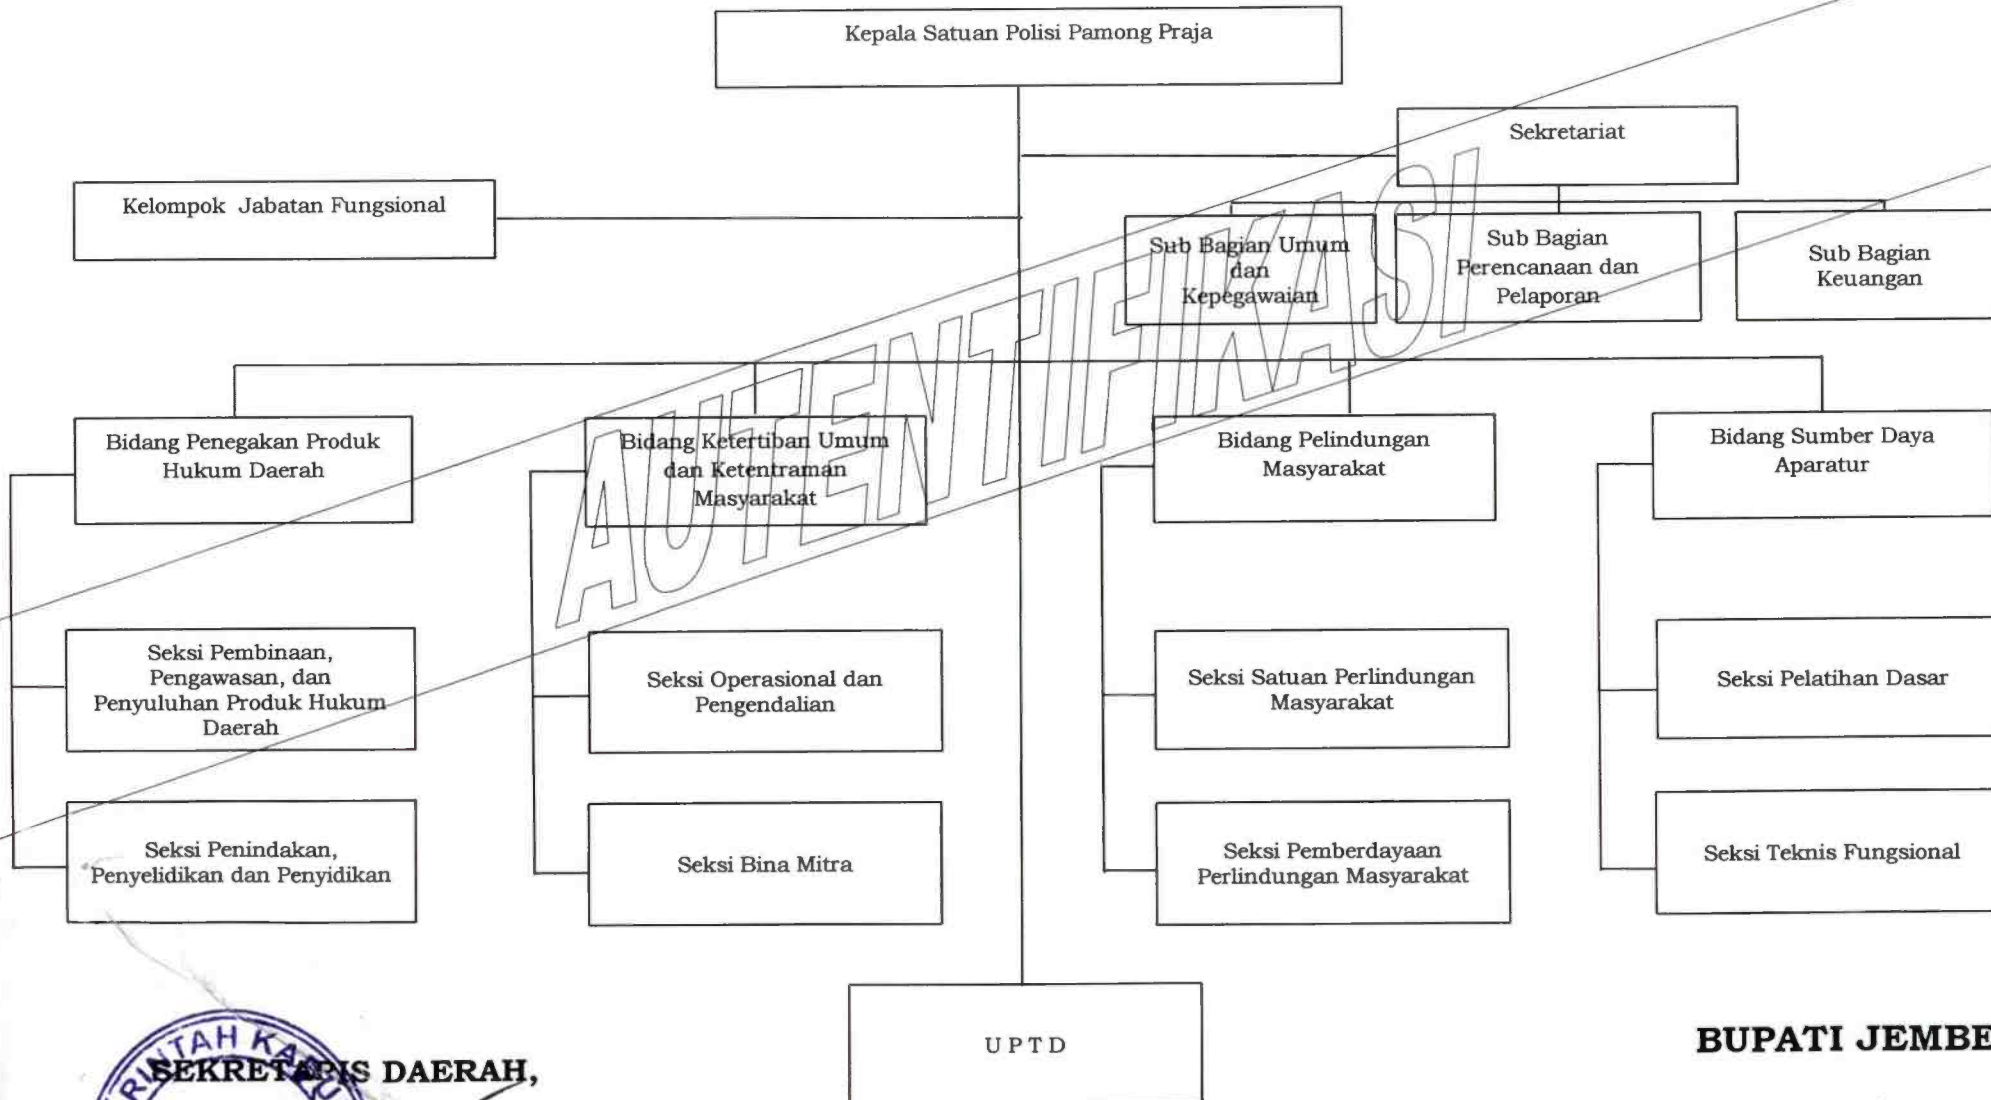 Kepala Satuan Polisi Pamong Praja
Sekretariat
Kelompok Jabatan Fungsional
Sub Bagian Umum
dan
Kepegawaian
Sub Bagian
Perencanaan dan
Pelaporan
Sub Bagian
Keuangan
AUTENTIFIKASI
Bidang Penegakan Produk
Hukum Daerah
Bidang Ketertiban Umum
dan Ketentraman
Masyarakat
Bidang Pelindungan
Masyarakat
Bidang Sumber Daya
Aparatur
Seksi Pembinaan,
Pengawasan, dan
Penyuluhan Produk Hukum
Daerah
Seksi Operasional dan
Pengendalian
Seksi Satuan Perlindungan
Masyarakat
Seksi Pelatihan Dasar
Seksi Penindakan,
Penyelidikan dan Penyidikan
Seksi Bina Mitra
Seksi Pemberdayaan
Perlindungan Masyarakat
Seksi Teknis Fungsional
U P T D
BUPATI JEMBE
SEKRETARIS DAERAH,
ERINTAH KABU